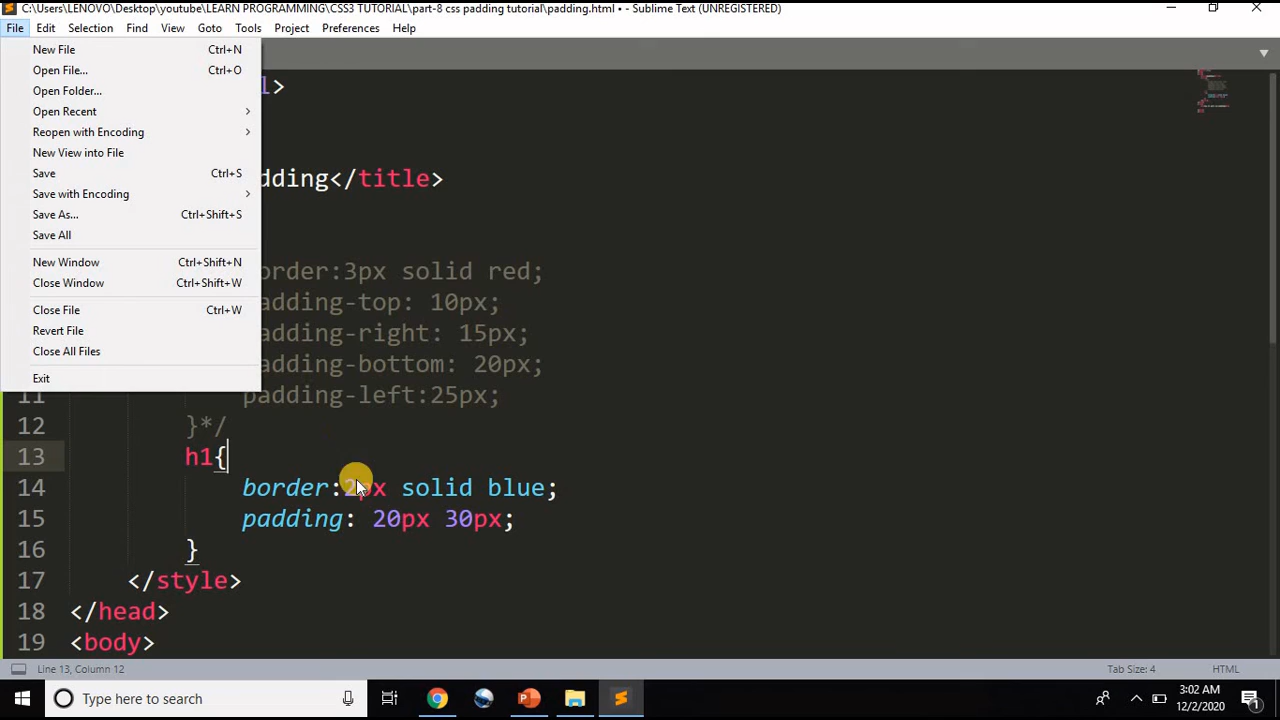 C:\Users\LENOVO\Desktop\youtube\LEARN PROGRAMMING\CSS3 TUTORIAL\part-8 css padding tutorial\padding.html • - Sublime Text (UNREGISTERED)
File Edit Selection Find View Goto Tools Project Preferences Help
New File Ctrl+N
Open File... Ctrl+O
Open Folder...
Open Recent
Reopen with Encoding
New View into File
Save Ctrl+S
Save with Encoding
Save As... Ctrl+Shift+S
Save All
New Window Ctrl+Shift+N
Close Window Ctrl+Shift+W
Close File Ctrl+W
Revert File
Close All Files
Exit
l>
dding</title>
order:3px solid red;
adding-top: 10px;
adding-right: 15px;
adding-bottom: 20px;
11 padding-left:25px;
12 }*/
13 h1{
14 border:2px solid blue;
15 padding: 20px 30px;
16 }
17 </style>
18 </head>
19 <body>
Line 13, Column 12 Tab Size: 4 HTML
Type here to search
3:02 AM
12/2/2020
1